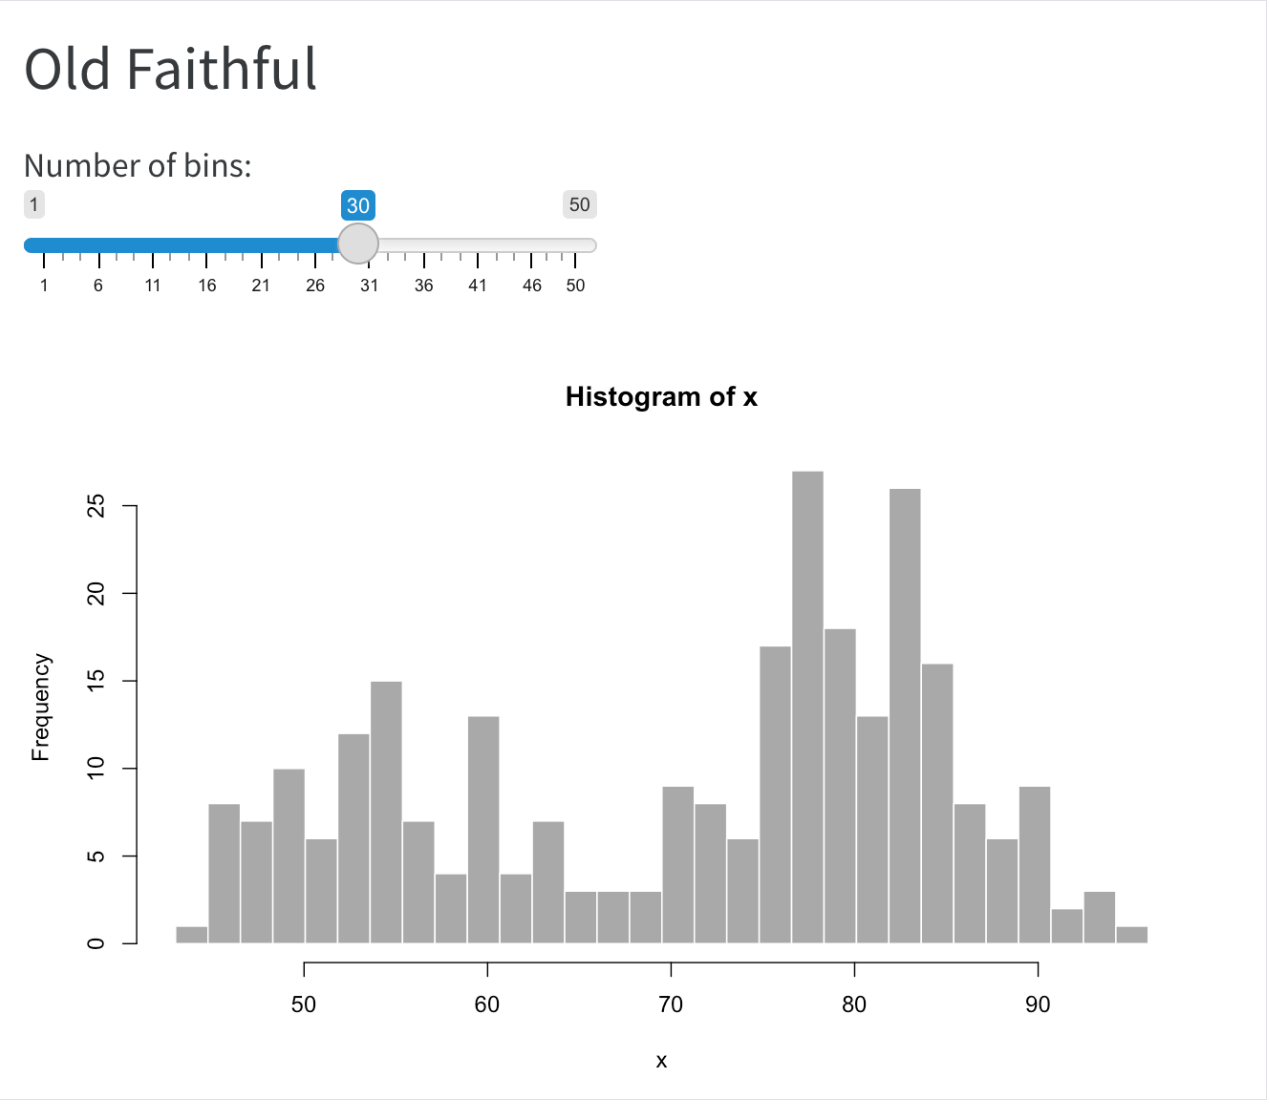 Old Faithful
Number of bins:
1 30 50
1 6 11 16 21 26 31 36 41 46 50
Histogram of x
Frequency
25
20
15
10
5
0
50 60 70 80 90
x